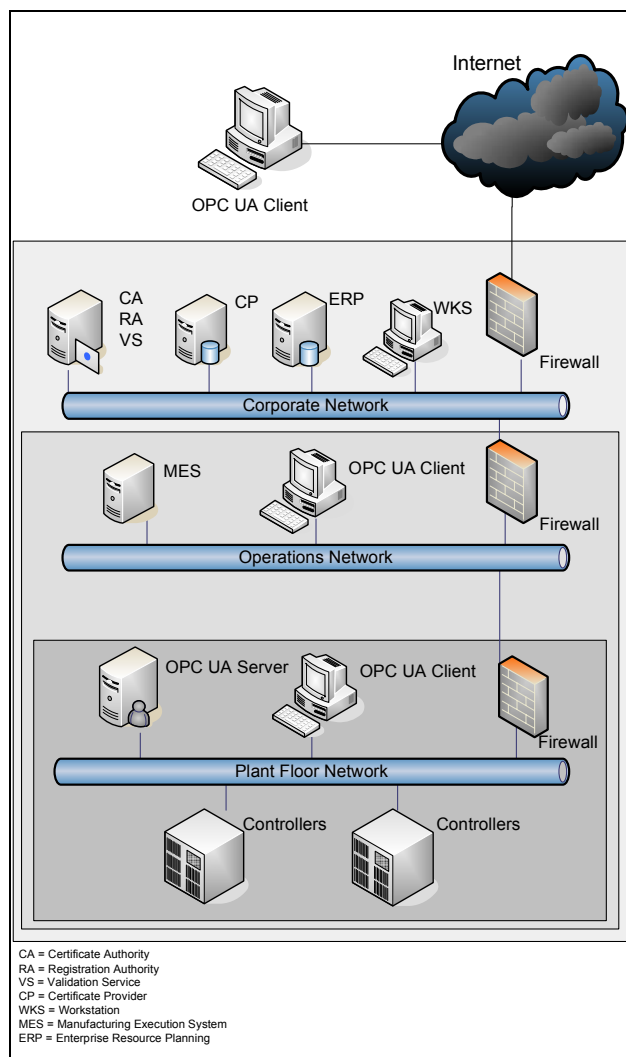 Internet
OPC UA Client
CA
RA
VS
CP
ERP
WKS
Firewall
Corporate Network
MES
OPC UA Client
Firewall
Operations Network
OPC UA Server
OPC UA Client
Firewall
Plant Floor Network
Controllers
Controllers
CA = Certificate Authority
RA = Registration Authority
VS = Validation Service
CP = Certificate Provider
WKS = Workstation
MES = Manufacturing Execution System
ERP = Enterprise Resource Planning